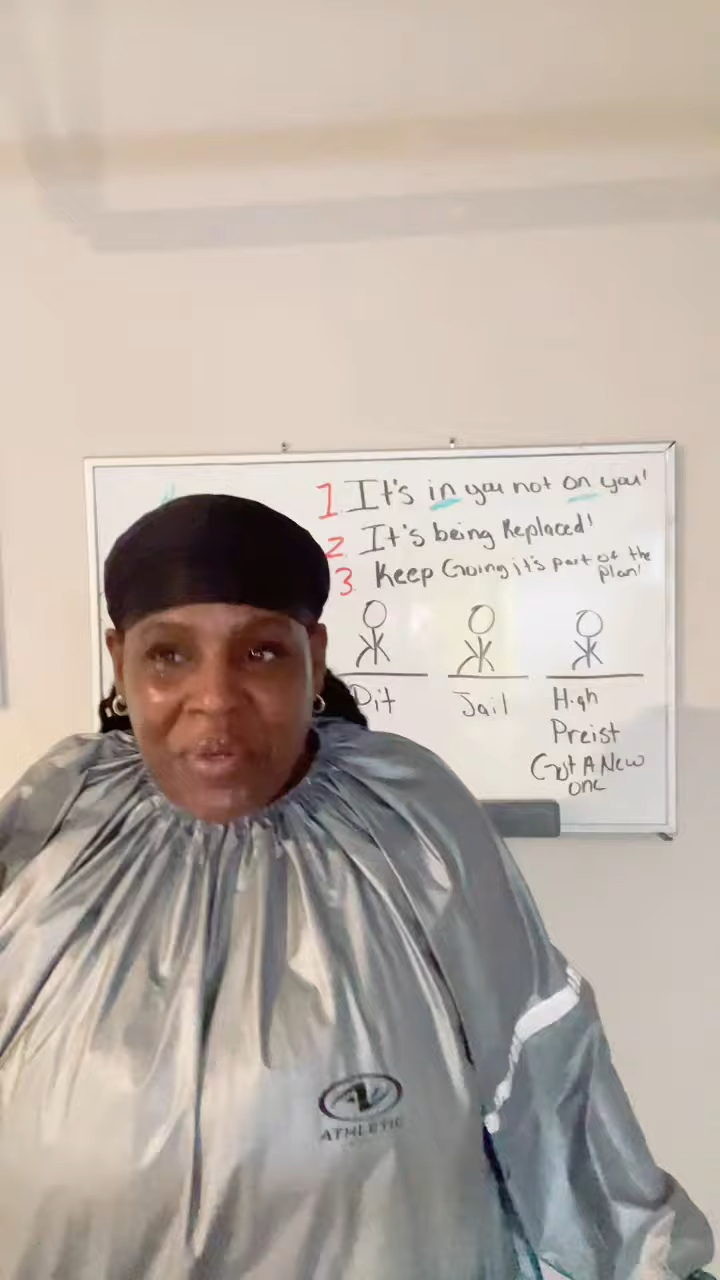 1. It's in you not on you!
2. It's being Replaced!
3. Keep Going it's part of the
plan!
Pit
Jail
High
Preist
Got A New
one
ATHLETIC